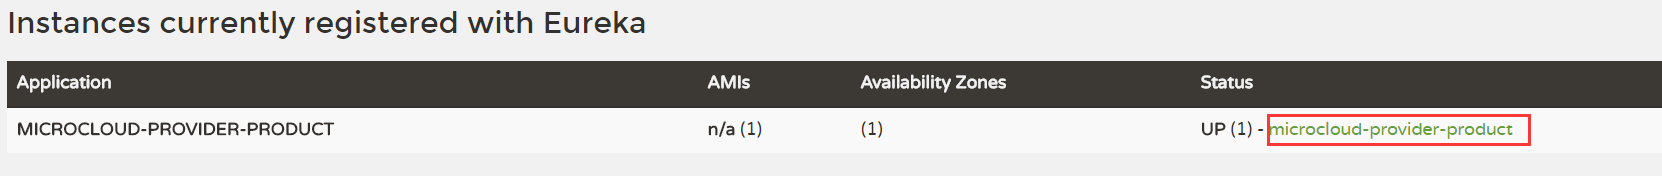 Instances currently registered with Eureka
Application AMIs Availability Zones Status
MICROCLOUD-PROVIDER-PRODUCT n/a (1) (1) UP (1) - microcloud-provider-product